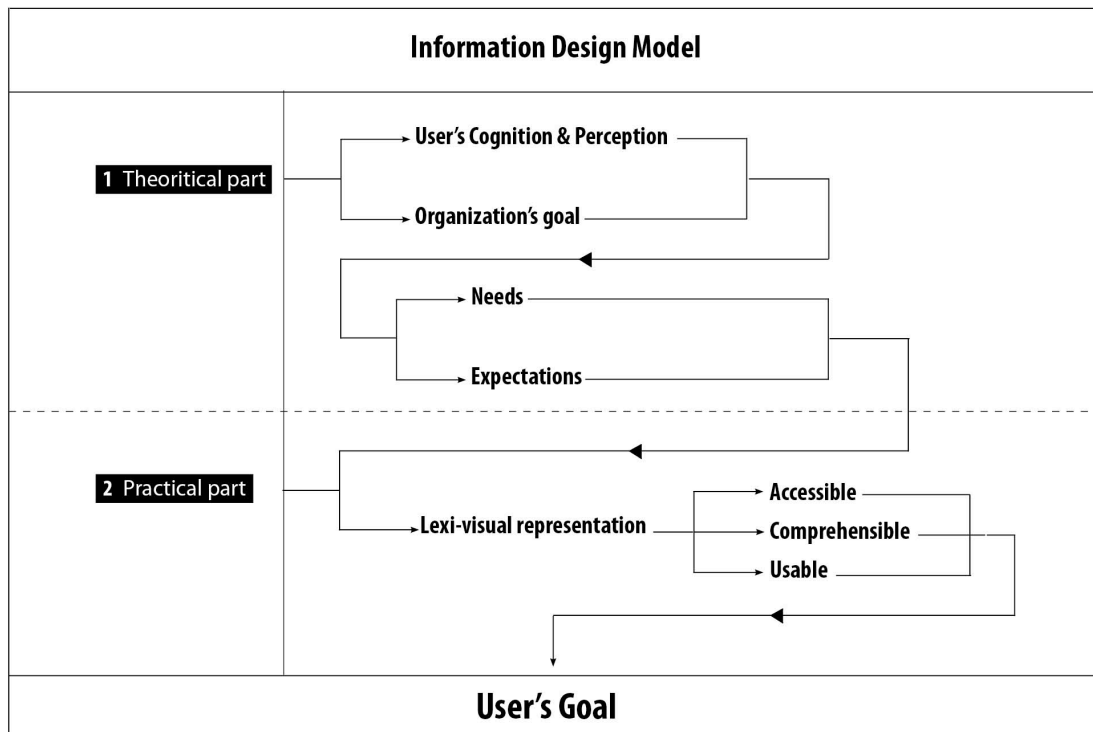 Information Design Model
User's Cognition & Perception
1 Theoritical part
Organization's goal
Needs
Expectations
2 Practical part
Accessible
Lexi-visual representation
Comprehensible
Usable
User's Goal